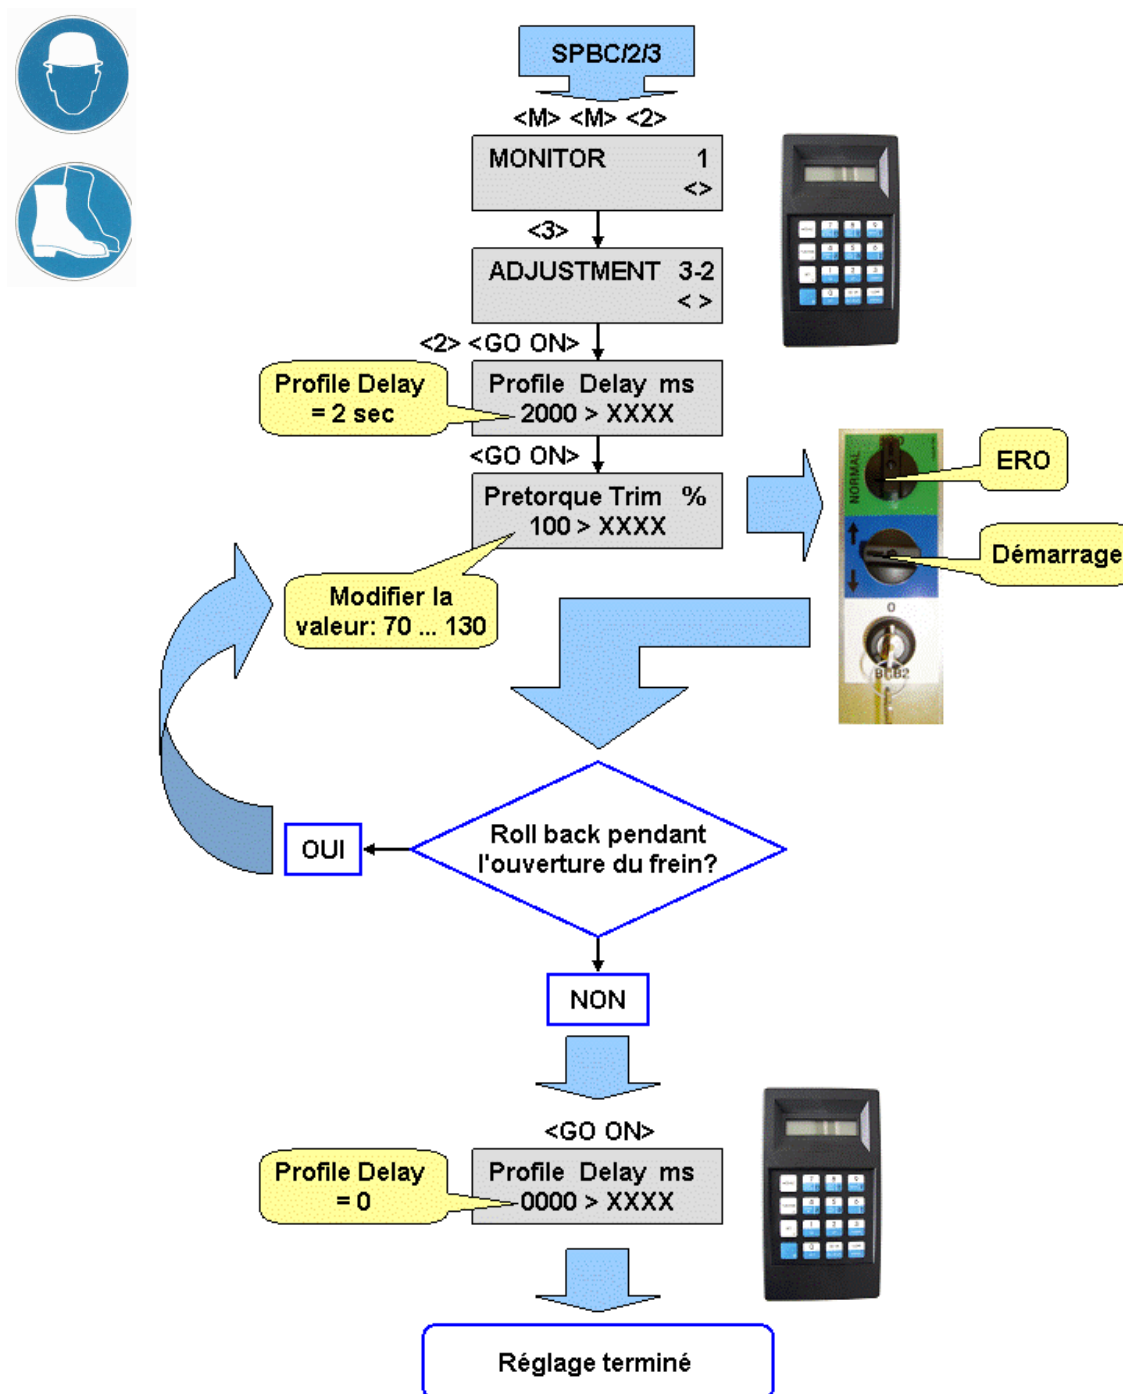 SPBC/2/3
<M> <M> <2>
MONITOR 1
<>
<3>
ADJUSTMENT 3-2
< >
<2> <GO ON>
Profile Delay
= 2 sec
Profile Delay ms
2000 > XXXX
<GO ON>
Pretorque Trim %
100 > XXXX
Modifier la
valeur: 70 ... 130
NORMAL
ERO
Démarrage
0
Roll back pendant
l'ouverture du frein?
OUI
NON
<GO ON>
Profile Delay
= 0
Profile Delay ms
0000 > XXXX
Réglage terminé